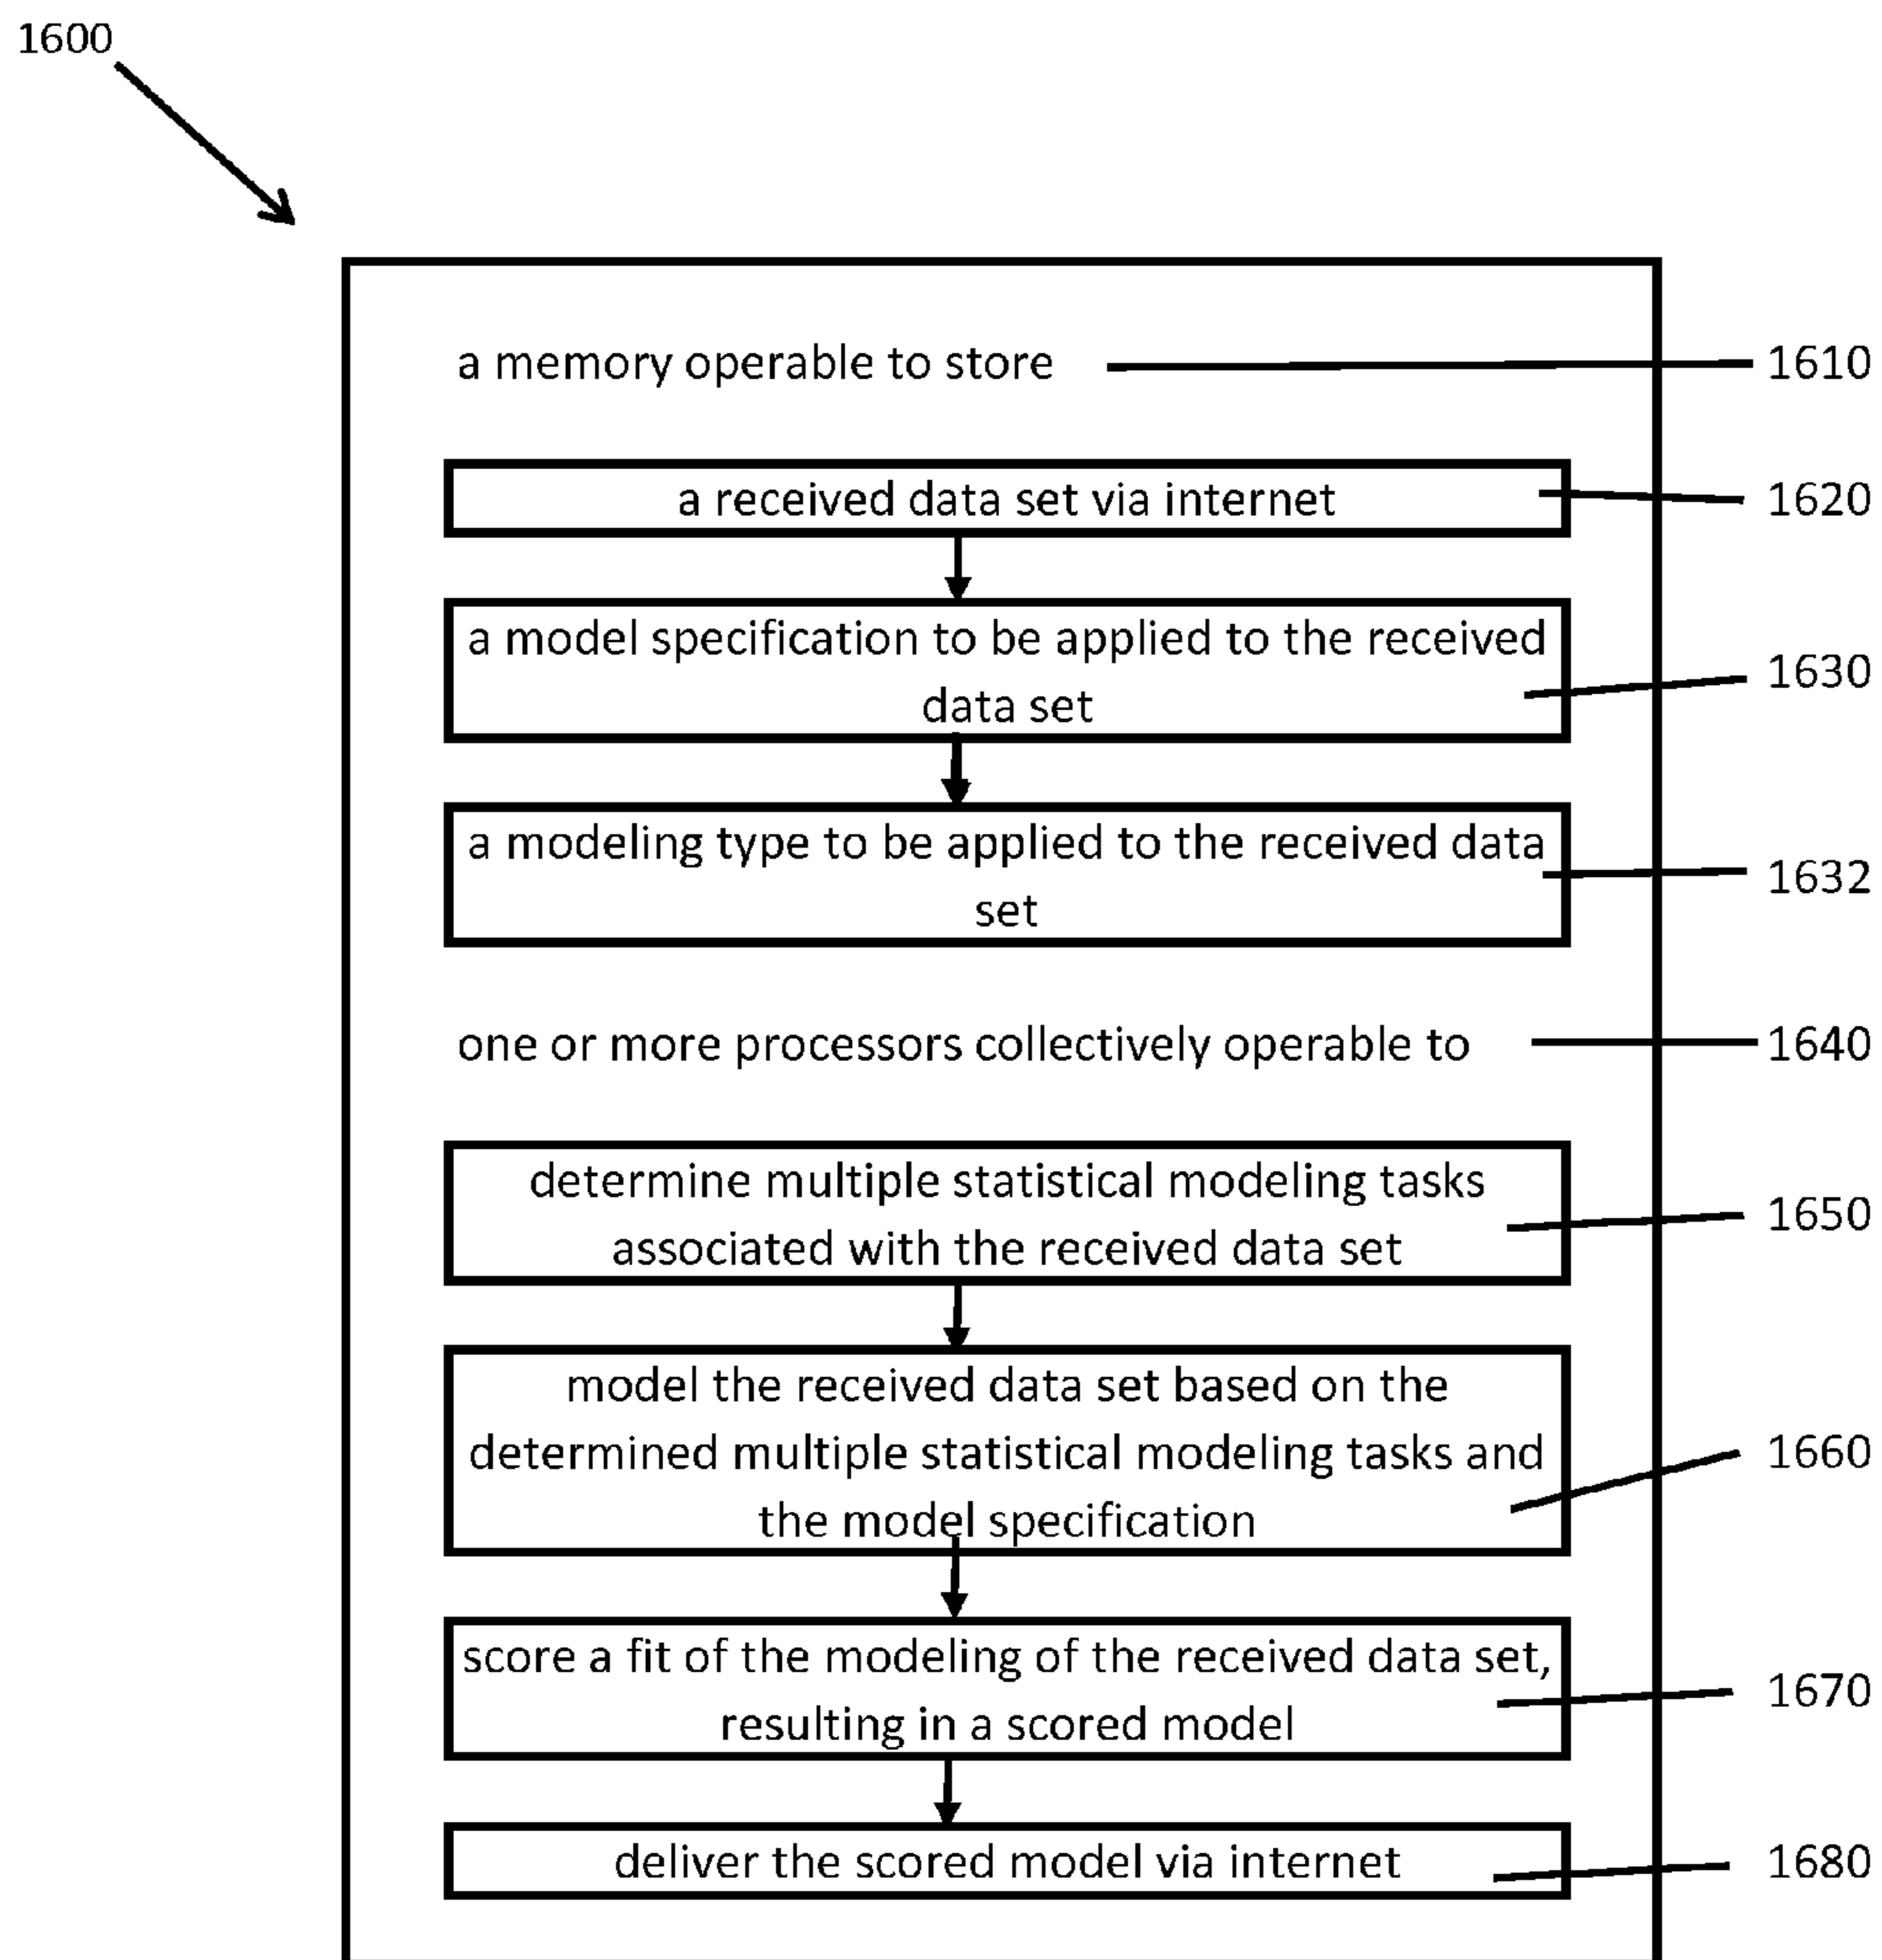 1600
a memory operable to store
1610
a received data set via internet
1620
a model specification to be applied to the received
data set
1630
a modeling type to be applied to the received data
set
1632
one or more processors collectively operable to
1640
determine multiple statistical modeling tasks
associated with the received data set
1650
model the received data set based on the
determined multiple statistical modeling tasks and
the model specification
1660
score a fit of the modeling of the received data set,
resulting in a scored model
1670
deliver the scored model via internet
1680